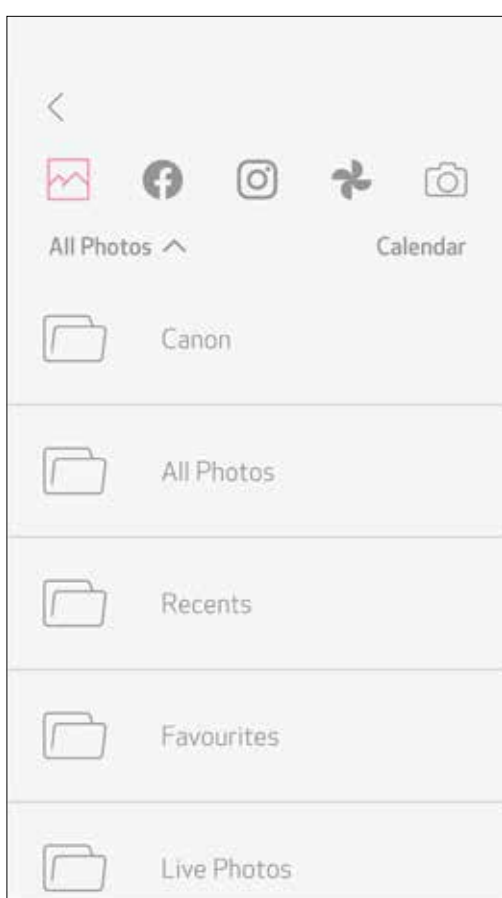 All Photos Calendar
Canon
All Photos
Recents
Favourites
Live Photos